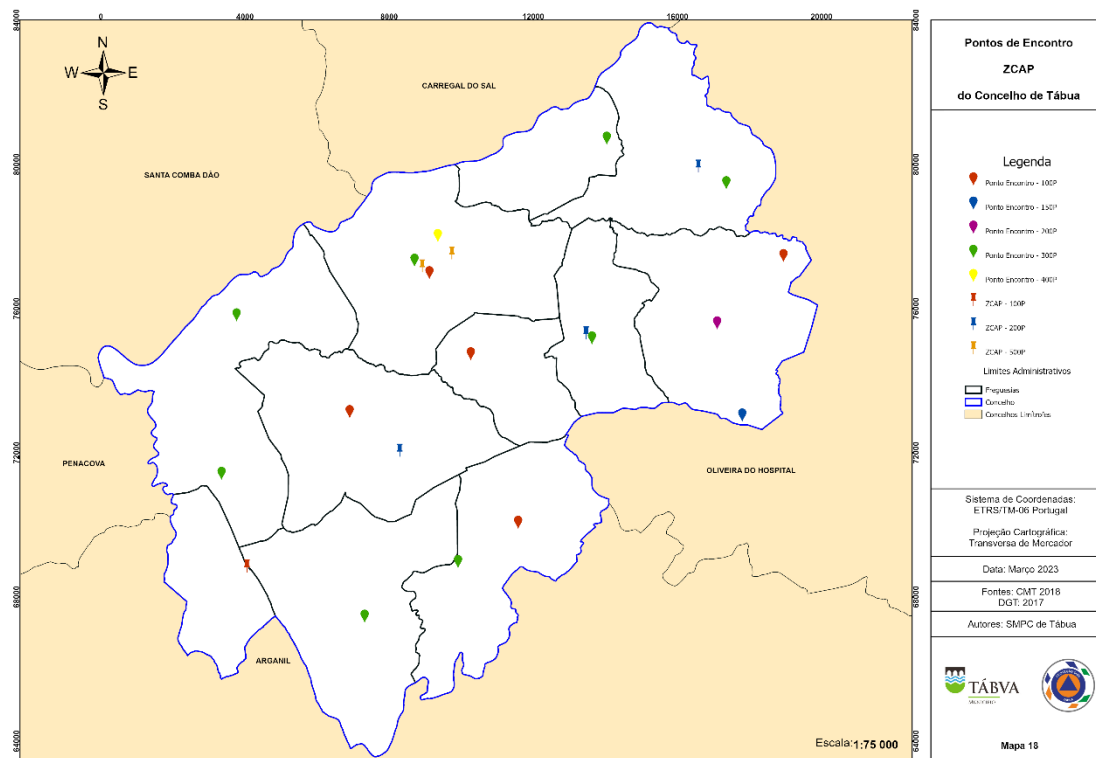 4000 8000 12000 16000 20000
84000
84000
N
W E
S
CARREGAL DO SAL
80000
80000
SANTA COMBA DÃO
76000
76000
72000
72000
PENACOVA
OLIVEIRA DO HOSPITAL
68000
68000
ARGANIL
64000
64000
Escala:1:75 000
Pontos de Encontro
ZCAP
do Concelho de Tábua
Legenda
Ponto Encontro - 100P
Ponto Encontro - 150P
Ponto Encontro - 200P
Ponto Encontro - 300P
Ponto Encontro - 400P
ZCAP - 100P
ZCAP - 200P
ZCAP - 500P
Limites Administrativos
Freguesias
Concelho
Concelhos Limítrofes
Sistema de Coordenadas:
ETRS/TM-06 Portugal
Projeção Cartográfica:
Transversa de Mercador
Data: Março 2023
Fontes: CMT 2018
DGT: 2017
Autores: SMPC de Tábua
TÁBVA
Mapa 18